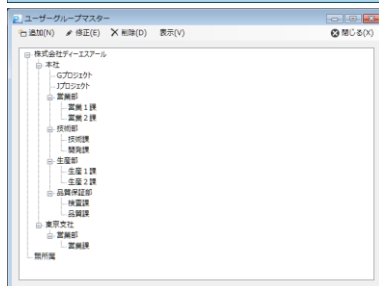 ユーザーグループマスター
追加(N) 修正(E) 削除(D) 表示(V) 閉じる(X)
株式会社ディーエスアール
本社
Gプロジェクト
Jプロジェクト
営業部
営業1課
営業2課
技術部
技術課
開発課
生産部
生産1課
生産2課
品質保証部
検査課
品質課
東京支社
営業部
営業課
無所属